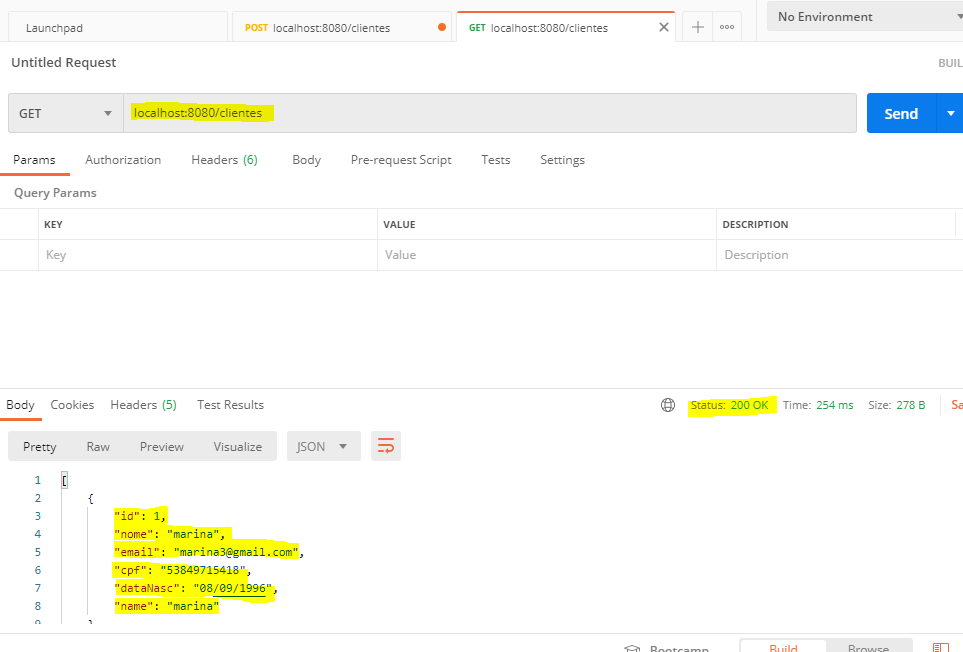 Launchpad
POST localhost:8080/clientes
GET localhost:8080/clientes
No Environment
Untitled Request
BUIL
GET
localhost:8080/clientes
Send
Params Authorization Headers (6) Body Pre-request Script Tests Settings
Query Params
KEY VALUE DESCRIPTION
Key Value Description
Body Cookies Headers (5) Test Results
Status: 200 OK Time: 254 ms Size: 278 B Sa
Pretty Raw Preview Visualize JSON
1 [
2 {
3 "id": 1,
4 "nome": "marina",
5 "email": "marina3@gmail.com",
6 "cpf": "53849715418",
7 "dataNasc": "08/09/1996",
8 "name": "marina"
9 }
Bootcamp Build Browse